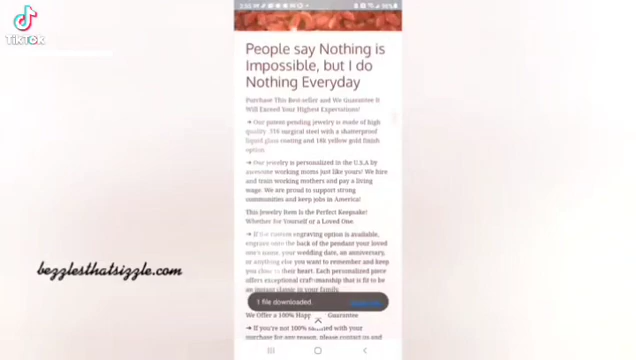 TikTok
People say Nothing is
Impossible, but I do
Nothing Everyday
Purchase This Best-seller and We Guarantee It
Will Exceed Your Highest Expectations!
➞ Our patent-pending jewelry is made of high
quality .316 surgical steel with a shatterproof
liquid glass coating and 18k yellow gold finish
option.
➞ Our jewelry is personalized in the U.S.A by
awesome working moms just like yours! We hire
and train working mothers and pay a living
wage. We are proud to support strong
communities and keep jobs in America!
This Jewelry Item Is the Perfect Keepsake!
Whether for Yourself or a Loved One
➞ If the custom engraving option is available,
engrave onto the back of the pendant your loved
one's name, your wedding date, an anniversary,
or anything else you want to remember and keep
you close to their heart. Each personalized piece
offers exceptional craftsmanship that is fit to be
an instant classic in your family.
1 file downloaded.
We Offer a 100% Happ Guarantee
➞ If you're not 100% satisfied with your
purchase for any reason, please contact us and
bezzlesthatsizzle.com